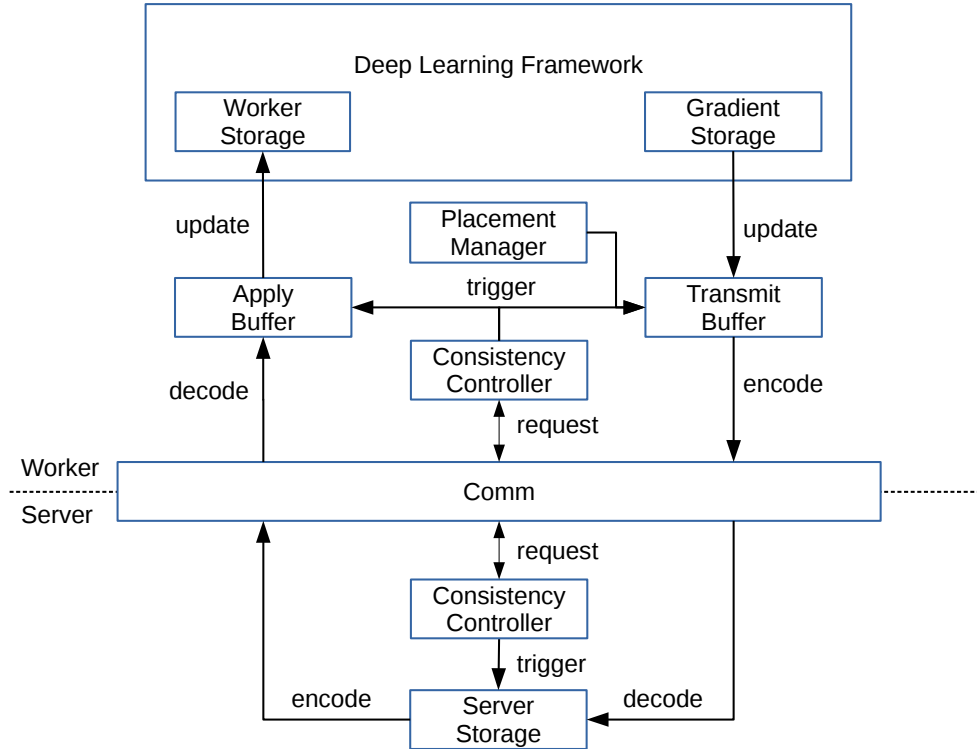 Deep Learning Framework
Worker
Storage
Gradient
Storage
update
Placement
Manager
update
Apply
Buffer
trigger
Transmit
Buffer
decode
Consistency
Controller
encode
request
Worker
Comm
Server
request
Consistency
Controller
trigger
encode
Server
Storage
decode